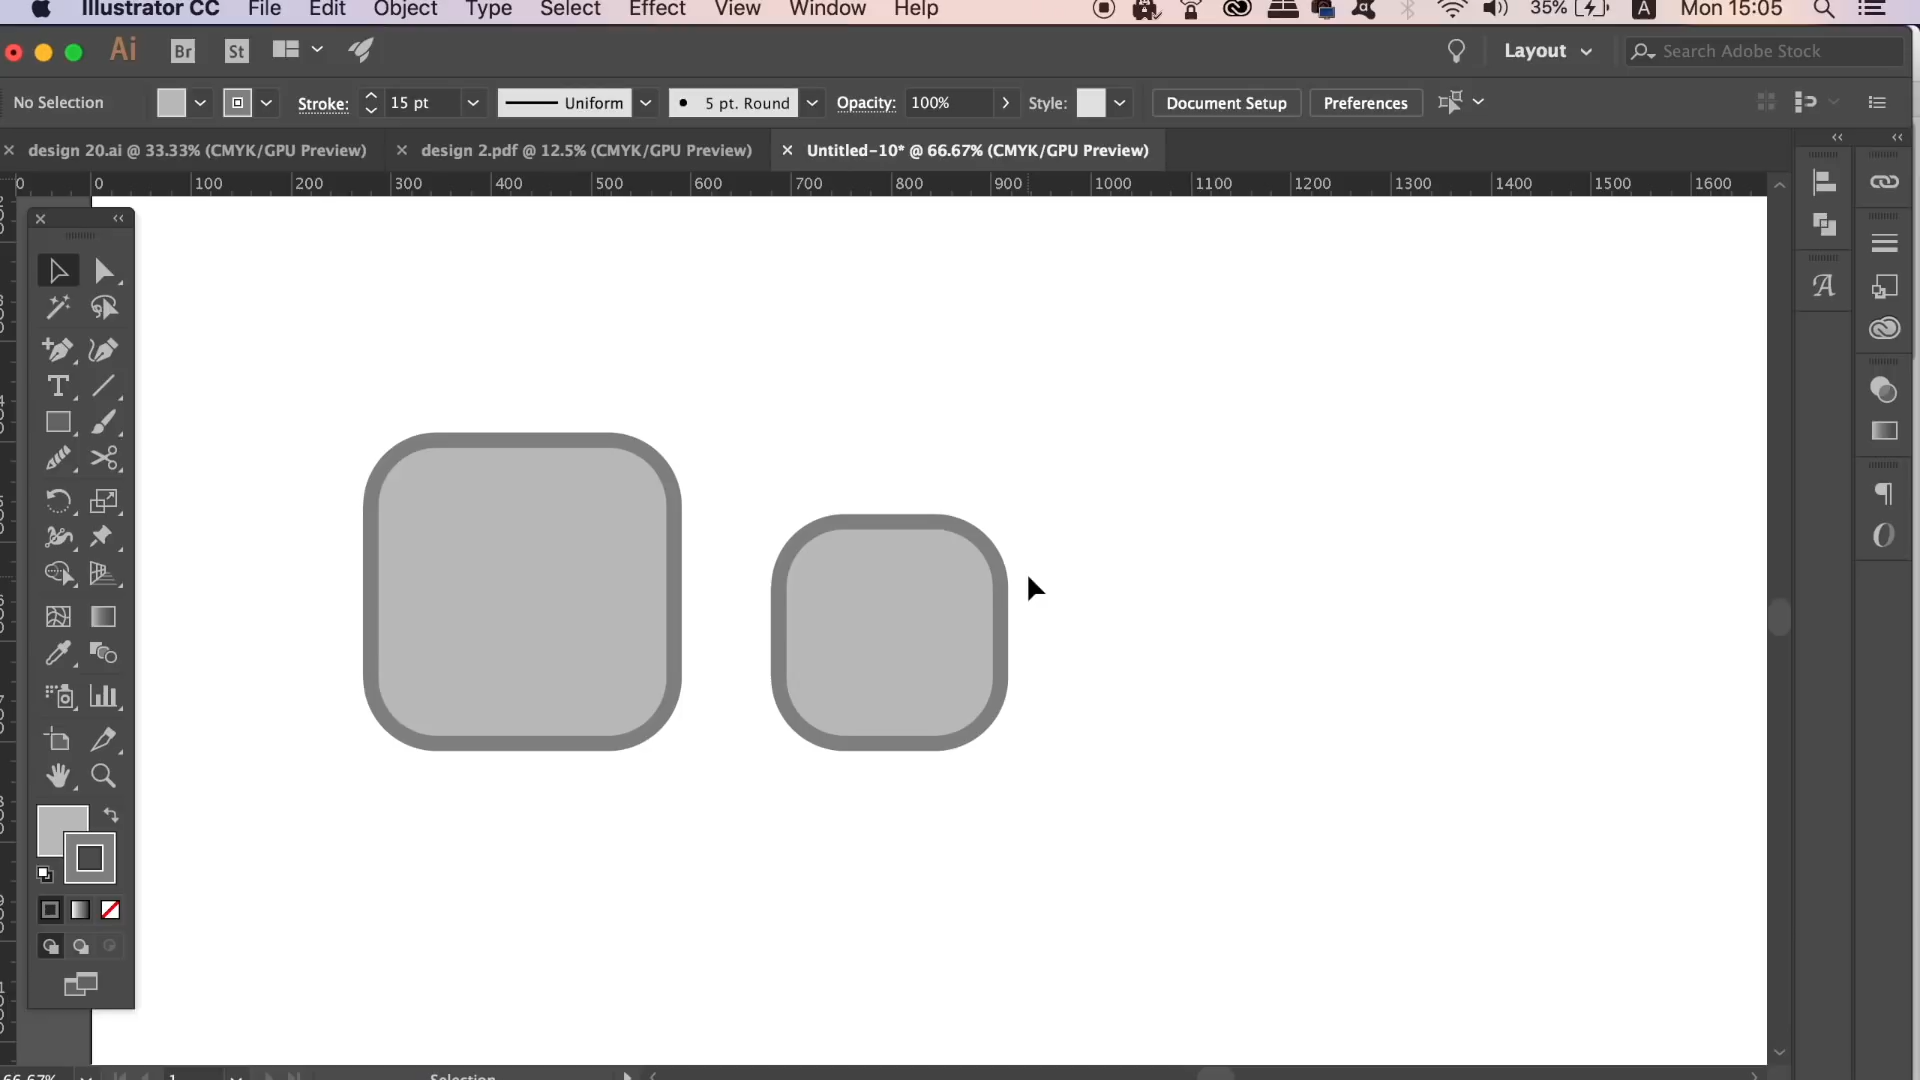 Illustrator CC File Edit Object Type Select Effect View Window Help 35% A Mon 15:05
Ai Br St Layout Search Adobe Stock
No Selection Stroke: 15 pt Uniform 5 pt. Round Opacity: 100% Style: Document Setup Preferences
design 20.ai @ 33.33% (CMYK/GPU Preview) design 2.pdf @ 12.5% (CMYK/GPU Preview) Untitled-10* @ 66.67% (CMYK/GPU Preview)
0 0 100 200 300 400 500 600 700 800 900 1000 1100 1200 1300 1400 1500 1600
66.67% 1 Selection